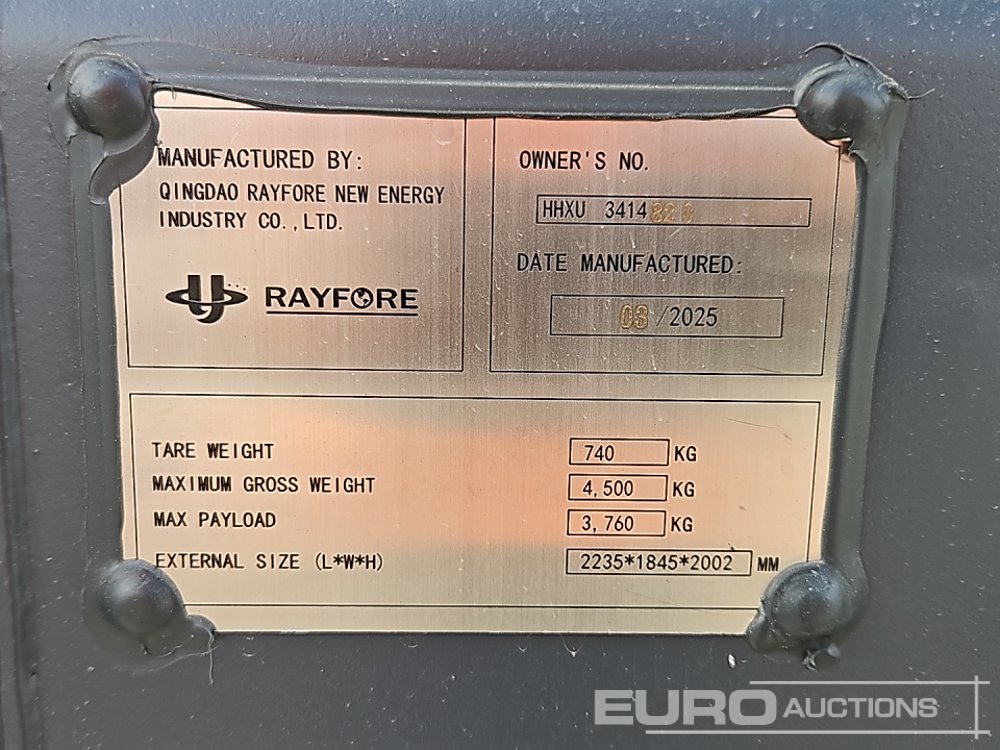 MANUFACTURED BY:
QINGDAO RAYFORE NEW ENERGY
INDUSTRY CO.,LTD.
RAYFORE
OWNER'S NO.
HHXU 3414820
DATE MANUFACTURED:
03/2025
TARE WEIGHT 740 KG
MAXIMUM GROSS WEIGHT 4,500 KG
MAX PAYLOAD 3,760 KG
EXTERNAL SIZE (L*W*H) 2235*1845*2002 MM
EURO AUCTIONS